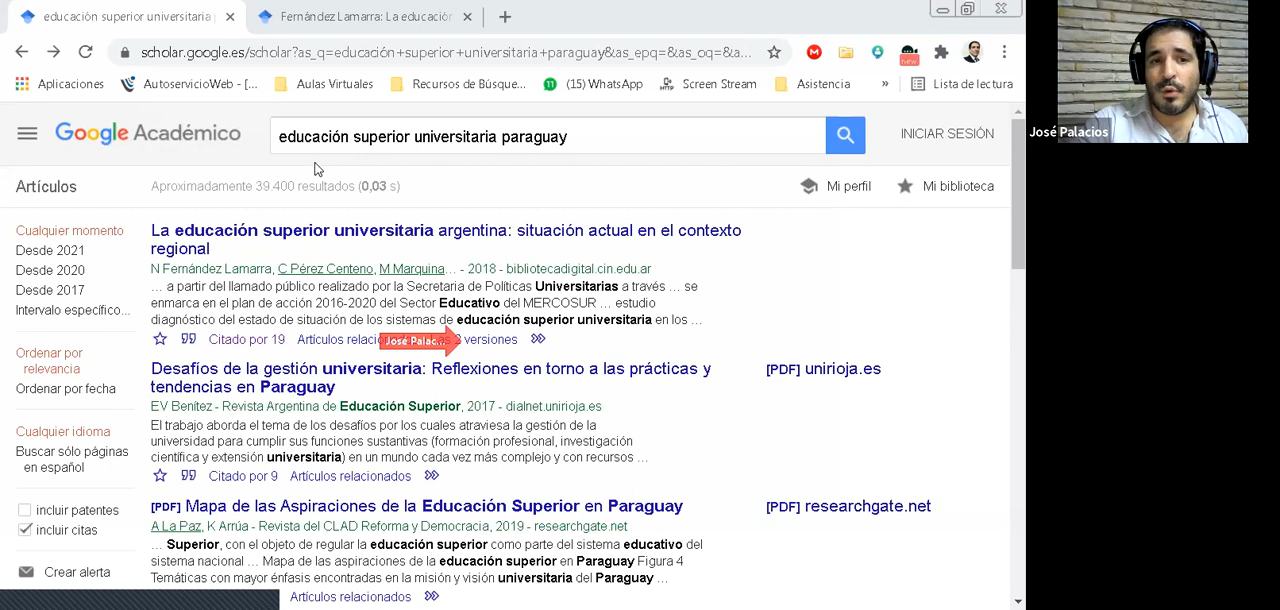 educación superior universitaria
Fernández Lamarra: La educación
scholar.google.es/scholar?as_q=educación+superior+universitaria+paraguay&as_epq=&as_oq=&a...
new
Aplicaciones
AutoservicioWeb - [...
Aulas Virtuales
Recursos de Búsque...
11
(15) WhatsApp
HTTP
Screen Stream
Asistencia
»
Lista de lectura
José Palacios
Google Académico
educación superior universitaria paraguay
INICIAR SESIÓN
Artículos
Aproximadamente 39.400 resultados (0,03 s)
Mi perfil
Mi biblioteca
Cualquier momento
Desde 2021
Desde 2020
Desde 2017
Intervalo específico...
Ordenar por
relevancia
Ordenar por fecha
Cualquier idioma
Buscar sólo páginas
en español
incluir patentes
incluir citas
Crear alerta
La educación superior universitaria argentina: situación actual en el contexto
regional
N Fernández Lamarra, C Pérez Centeno, M Marquina... - 2018 - bibliotecadigital.cin.edu.ar
... a partir del llamado público realizado por la Secretaria de Políticas Universitarias a través ... se
enmarca en el plan de acción 2016-2020 del Sector Educativo del MERCOSUR ... estudio
diagnóstico del estado de situación de los sistemas de educación superior universitaria en los ...
Citado por 19 Artículos relaci José Palac... 2 versiones
Desafíos de la gestión universitaria: Reflexiones en torno a las prácticas y
tendencias en Paraguay
[PDF] unirioja.es
EV Benítez - Revista Argentina de Educación Superior, 2017 - dialnet.unirioja.es
El trabajo aborda el tema de los desafíos por los cuales atraviesa la gestión de la
universidad para cumplir sus funciones sustantivas (formación profesional, investigación
científica y extensión universitaria) en un mundo cada vez más complejo y con recursos ...
Citado por 9 Artículos relacionados
[PDF] Mapa de las Aspiraciones de la Educación Superior en Paraguay
[PDF] researchgate.net
A La Paz, K Arrúa - Revista del CLAD Reforma y Democracia, 2019 - researchgate.net
... Superior, con el objeto de regular la educación superior como parte del sistema educativo del
sistema nacional ... Mapa de las aspiraciones de la educación superior en Paraguay Figura 4
Temáticas con mayor énfasis encontradas en la misión y visión universitaria del Paraguay ...
Artículos relacionados